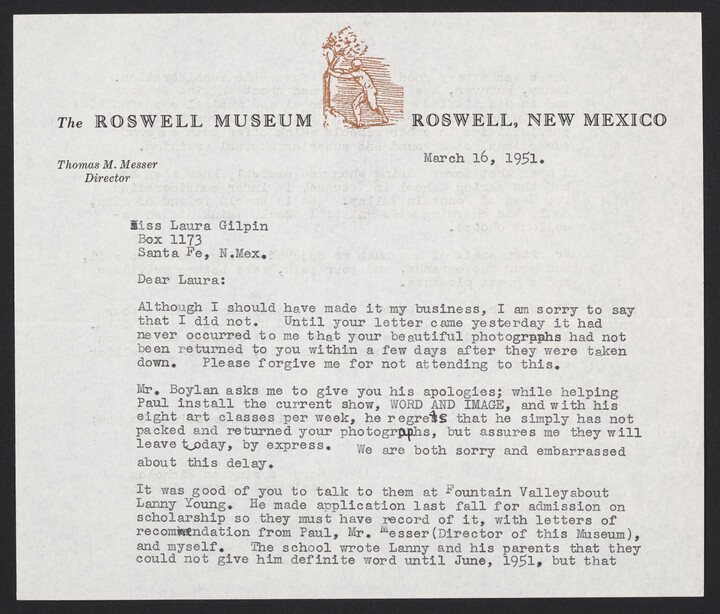 The ROSWELL MUSEUM
ROSWELL, NEW MEXICO
Thomas M. Messer
Director
March 16, 1951.
Miss Laura Gilpin
Box 1173
Santa Fe, N.Mex.
Dear Laura:
Although I should have made it my business, I am sorry to say
that I did not. Until your letter came yesterday it had
never occurred to me that your beautiful photographs had not
been returned to you within a few days after they were taken
down. Please forgive me for not attending to this.
Mr. Boylan asks me to give you his apologies; while helping
Paul install the current show, WORD AND IMAGE, and with his
eight art classes per week, he regrets that he simply has not
packed and returned your photographs, but assures me they will
leave today, by express. We are both sorry and embarrassed
about this delay.
It was good of you to talk to them at Fountain Valleyabout
Lanny Young. He made application last fall for admission on
scholarship so they must have record of it, with letters of
recommendation from Paul, Mr. Messer(Director of this Museum),
and myself. The school wrote Lanny and his parents that they
could not give him definite word until June, 1951, but that